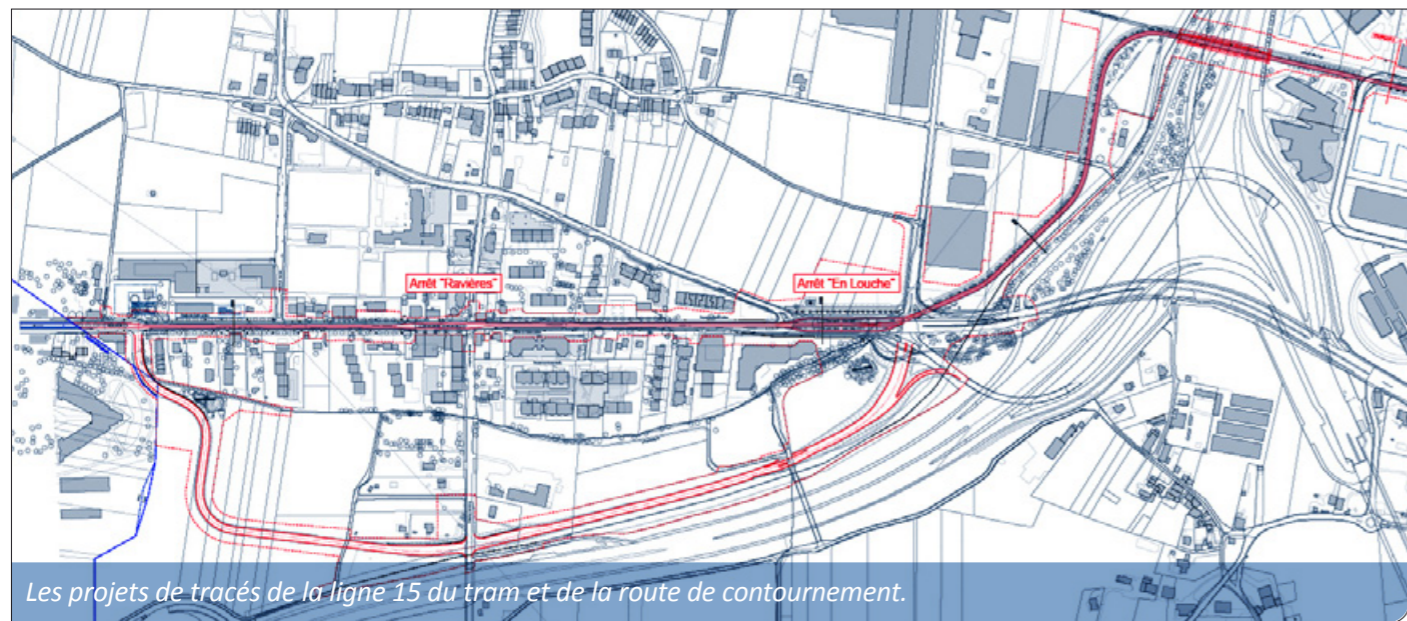 Arrêt "Ravières"
Arrêt "En Louche"
Les projets de tracés de la ligne 15 du tram et de la route de contournement.